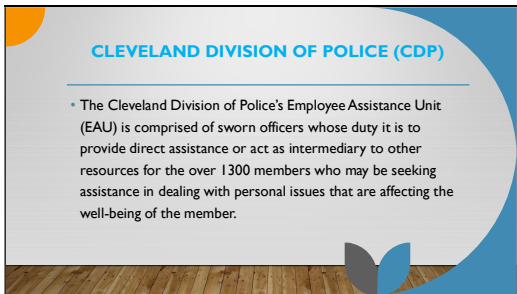 CLEVELAND DIVISION OF POLICE (CDP)
• The Cleveland Division of Police's Employee Assistance Unit
(EAU) is comprised of sworn officers whose duty it is to
provide direct assistance or act as intermediary to other
resources for the over 1300 members who may be seeking
assistance in dealing with personal issues that are affecting the
well-being of the member.